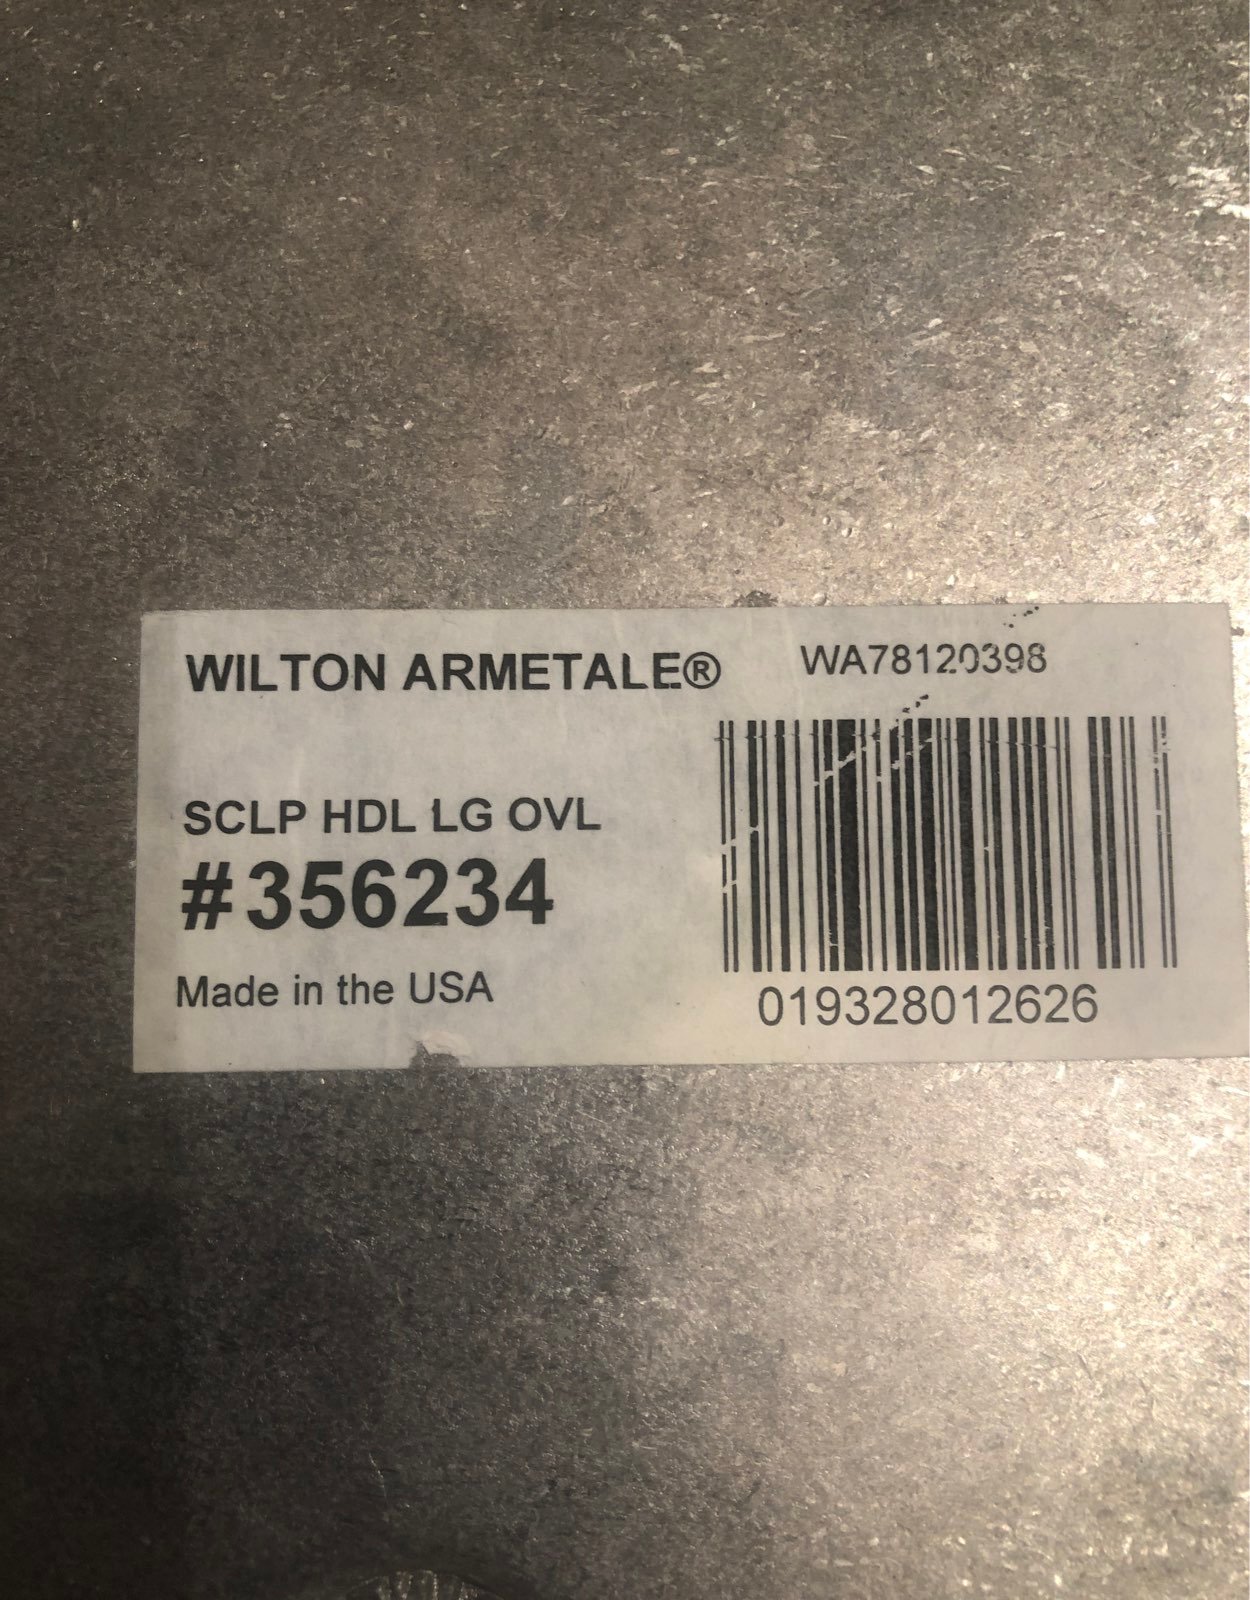 WILTON ARMETALE® WA78120398
SCLP HDL LG OVL
#356234
Made in the USA
019328012626